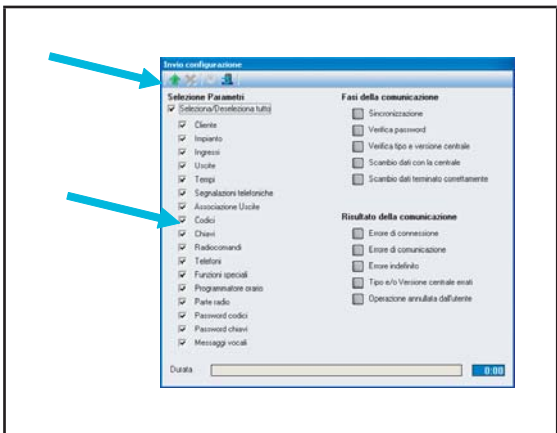 Invio configurazione
Selezione Parametri
Seleziona/Deseleziona tutto
Cliente
Impianto
Ingressi
Uscite
Tempi
Segnalazioni telefoniche
Associazione Uscite
Codici
Chiavi
Radiocomandi
Telefoni
Funzioni speciali
Programmatore orario
Parte radio
Password codici
Password chiavi
Messaggi vocali
Fasi della comunicazione
Sincronizzazione
Verifica password
Verifica tipo e versione centrale
Scambio dati con la centrale
Scambio dati terminato correttamente
Risultato della comunicazione
Errore di connessione
Errore di comunicazione
Errore indefinito
Tipo e/o Versione centrale errati
Operazione annullata dall'utente
Durata
0:00